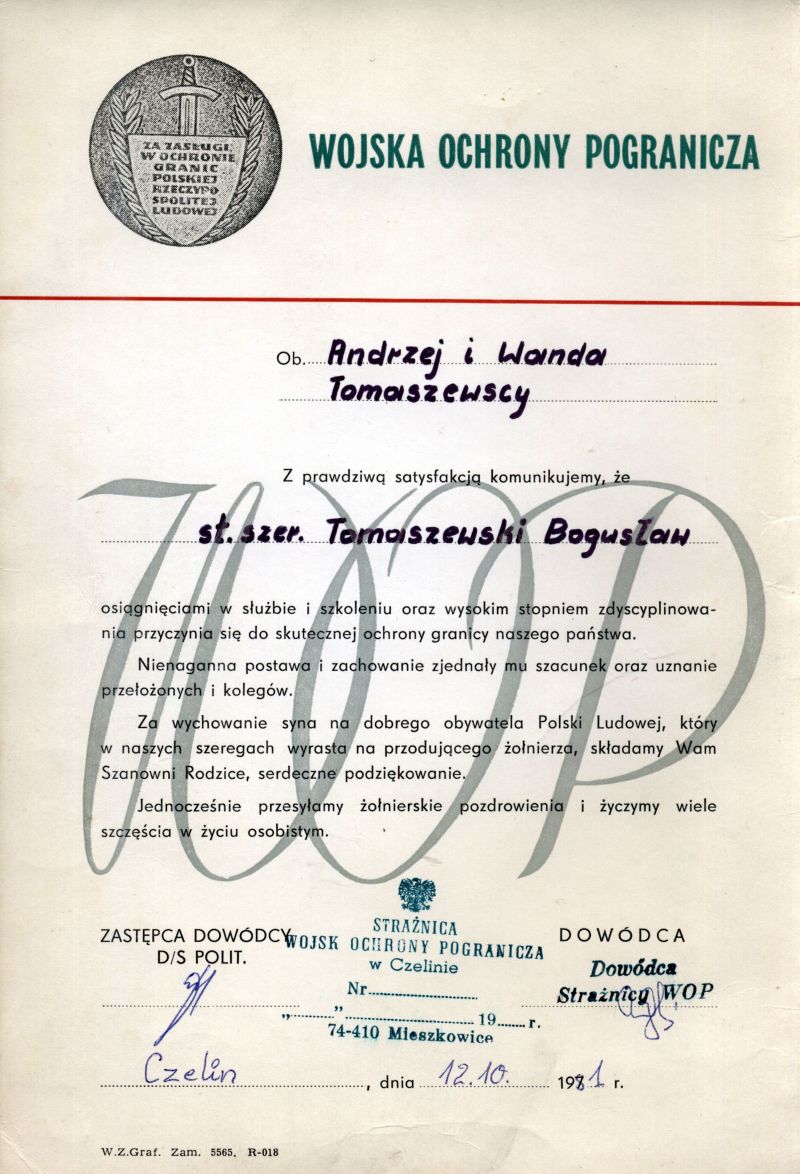 ZA ZASŁUGI
W OCHRONIE
GRANIC
POLSKIEJ
RZECZYPO
SPOLITEJ
LUDOWEJ
WOJSKA OCHRONY POGRANICZA
Ob. Andrzej i Wanda
Tomaszewscy
Z prawdziwą satysfakcją komunikujemy, że
st. szer. Tomaszewski Bogusław
WOP
osiągnięciami w służbie i szkoleniu oraz wysokim stopniem zdyscyplinowa-
nia przyczynia się do skutecznej ochrony granicy naszego państwa.
Nienaganna postawa i zachowanie zjednały mu szacunek oraz uznanie
przełożonych i kolegów.
Za wychowanie syna na dobrego obywatela Polski Ludowej, który
w naszych szeregach wyrasta na przodującego żołnierza, składamy Wam
Szanowni Rodzice, serdeczne podziękowanie.
Jednocześnie przesyłamy żołnierskie pozdrowienia i życzymy wiele
szczęścia w życiu osobistym.
ZASTĘPCA DOWÓDCY
D/S POLIT.
STRAŻNICA
WOJSK OCHRONY POGRANICZA
w Czelinie
Nr
„ ” 19 r.
74-410 Mieszkowice
DOWÓDCA
Dowódca
Strażnicy WOP
Czelin, dnia 12.10. 1981 r.
W.Z.Graf. Zam. 5565. R-018